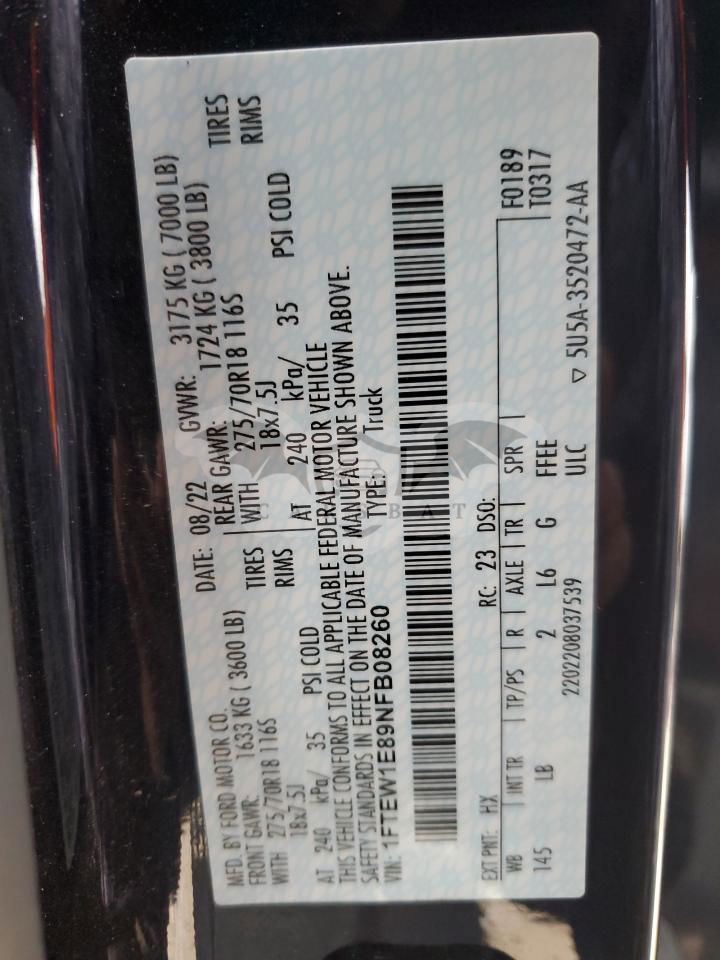 MFD. BY FORD MOTOR CO. DATE: 08/22 GVWR: 3175 KG ( 7000 LB)
FRONT GAWR: 1633 KG ( 3600 LB) REAR GAWR: 1724 KG ( 3800 LB)
WITH 275/70R18 116S TIRES WITH 275/70R18 116S TIRES
18x7.5J RIMS 18x7.5J RIMS
AT 240 kPa/ 35 PSI COLD AT 240 kPa/ 35 PSI COLD
THIS VEHICLE CONFORMS TO ALL APPLICABLE FEDERAL MOTOR VEHICLE
SAFETY STANDARDS IN EFFECT ON THE DATE OF MANUFACTURE SHOWN ABOVE.
VIN: 1FTEW1E89NFB08260 TYPE: Truck
EXT PNT: HX RC: 23 DSO: F0189
WB INT TR TP/PS R AXLE TR SPR T0317
145 LB 2 L6 G FFEE
ULC
2202208037539 ▽ 5U5A-3520472-AA